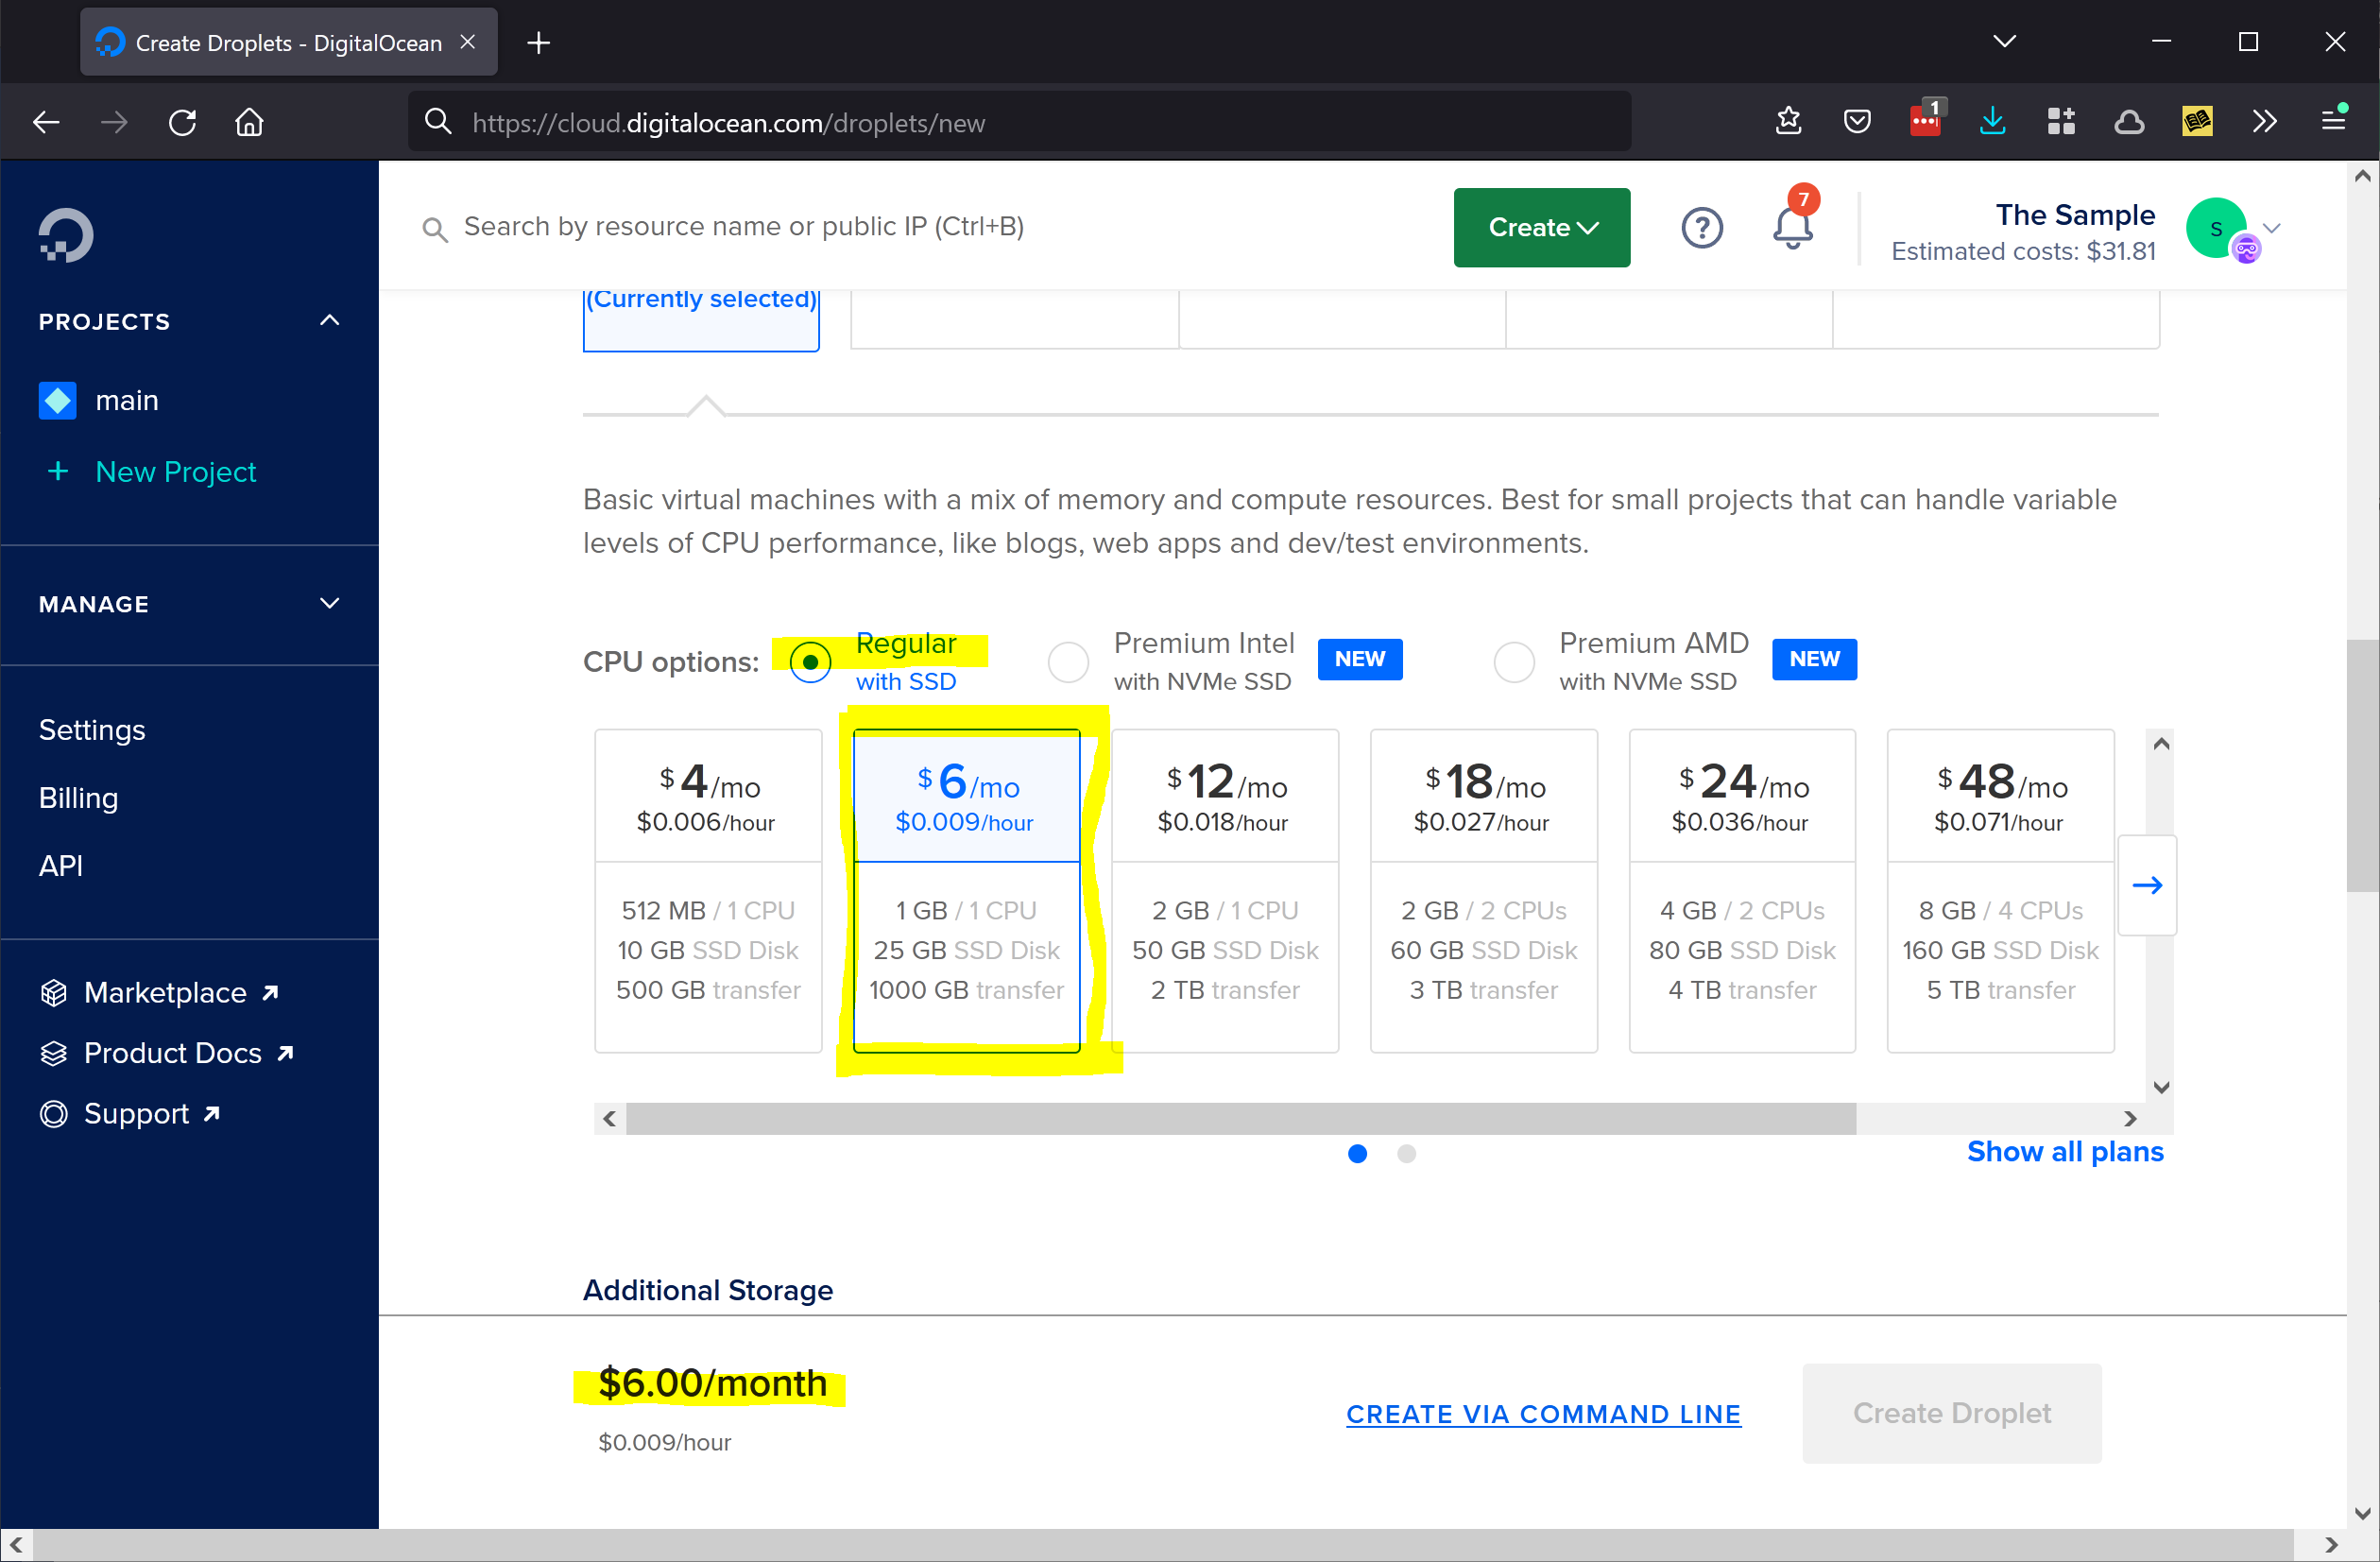 Create Droplets - DigitalOcean
https://cloud.digitalocean.com/droplets/new
1
Search by resource name or public IP (Ctrl+B)
Create
?
7
The Sample
Estimated costs: $31.81
S
PROJECTS
main
+ New Project
MANAGE
Settings
Billing
API
Marketplace
Product Docs
Support
(Currently selected)
Basic virtual machines with a mix of memory and compute resources. Best for small projects that can handle variable
levels of CPU performance, like blogs, web apps and dev/test environments.
CPU options:
Regular
with SSD
Premium Intel
with NVMe SSD
NEW
Premium AMD
with NVMe SSD
NEW
$4/mo
$0.006/hour
512 MB / 1 CPU
10 GB SSD Disk
500 GB transfer
$6/mo
$0.009/hour
1 GB / 1 CPU
25 GB SSD Disk
1000 GB transfer
$12/mo
$0.018/hour
2 GB / 1 CPU
50 GB SSD Disk
2 TB transfer
$18/mo
$0.027/hour
2 GB / 2 CPUs
60 GB SSD Disk
3 TB transfer
$24/mo
$0.036/hour
4 GB / 2 CPUs
80 GB SSD Disk
4 TB transfer
$48/mo
$0.071/hour
8 GB / 4 CPUs
160 GB SSD Disk
5 TB transfer
Show all plans
Additional Storage
$6.00/month
$0.009/hour
CREATE VIA COMMAND LINE
Create Droplet